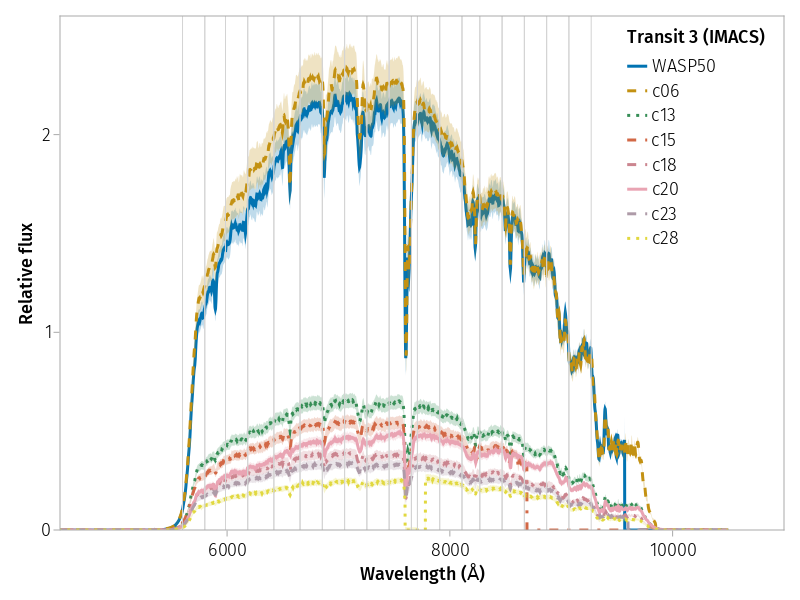 Transit 3 (IMACS)
WASP50
c06
c13
c15
c18
c20
c23
c28
Relative flux
2
1
0
6000
8000
10000
Wavelength (Å)